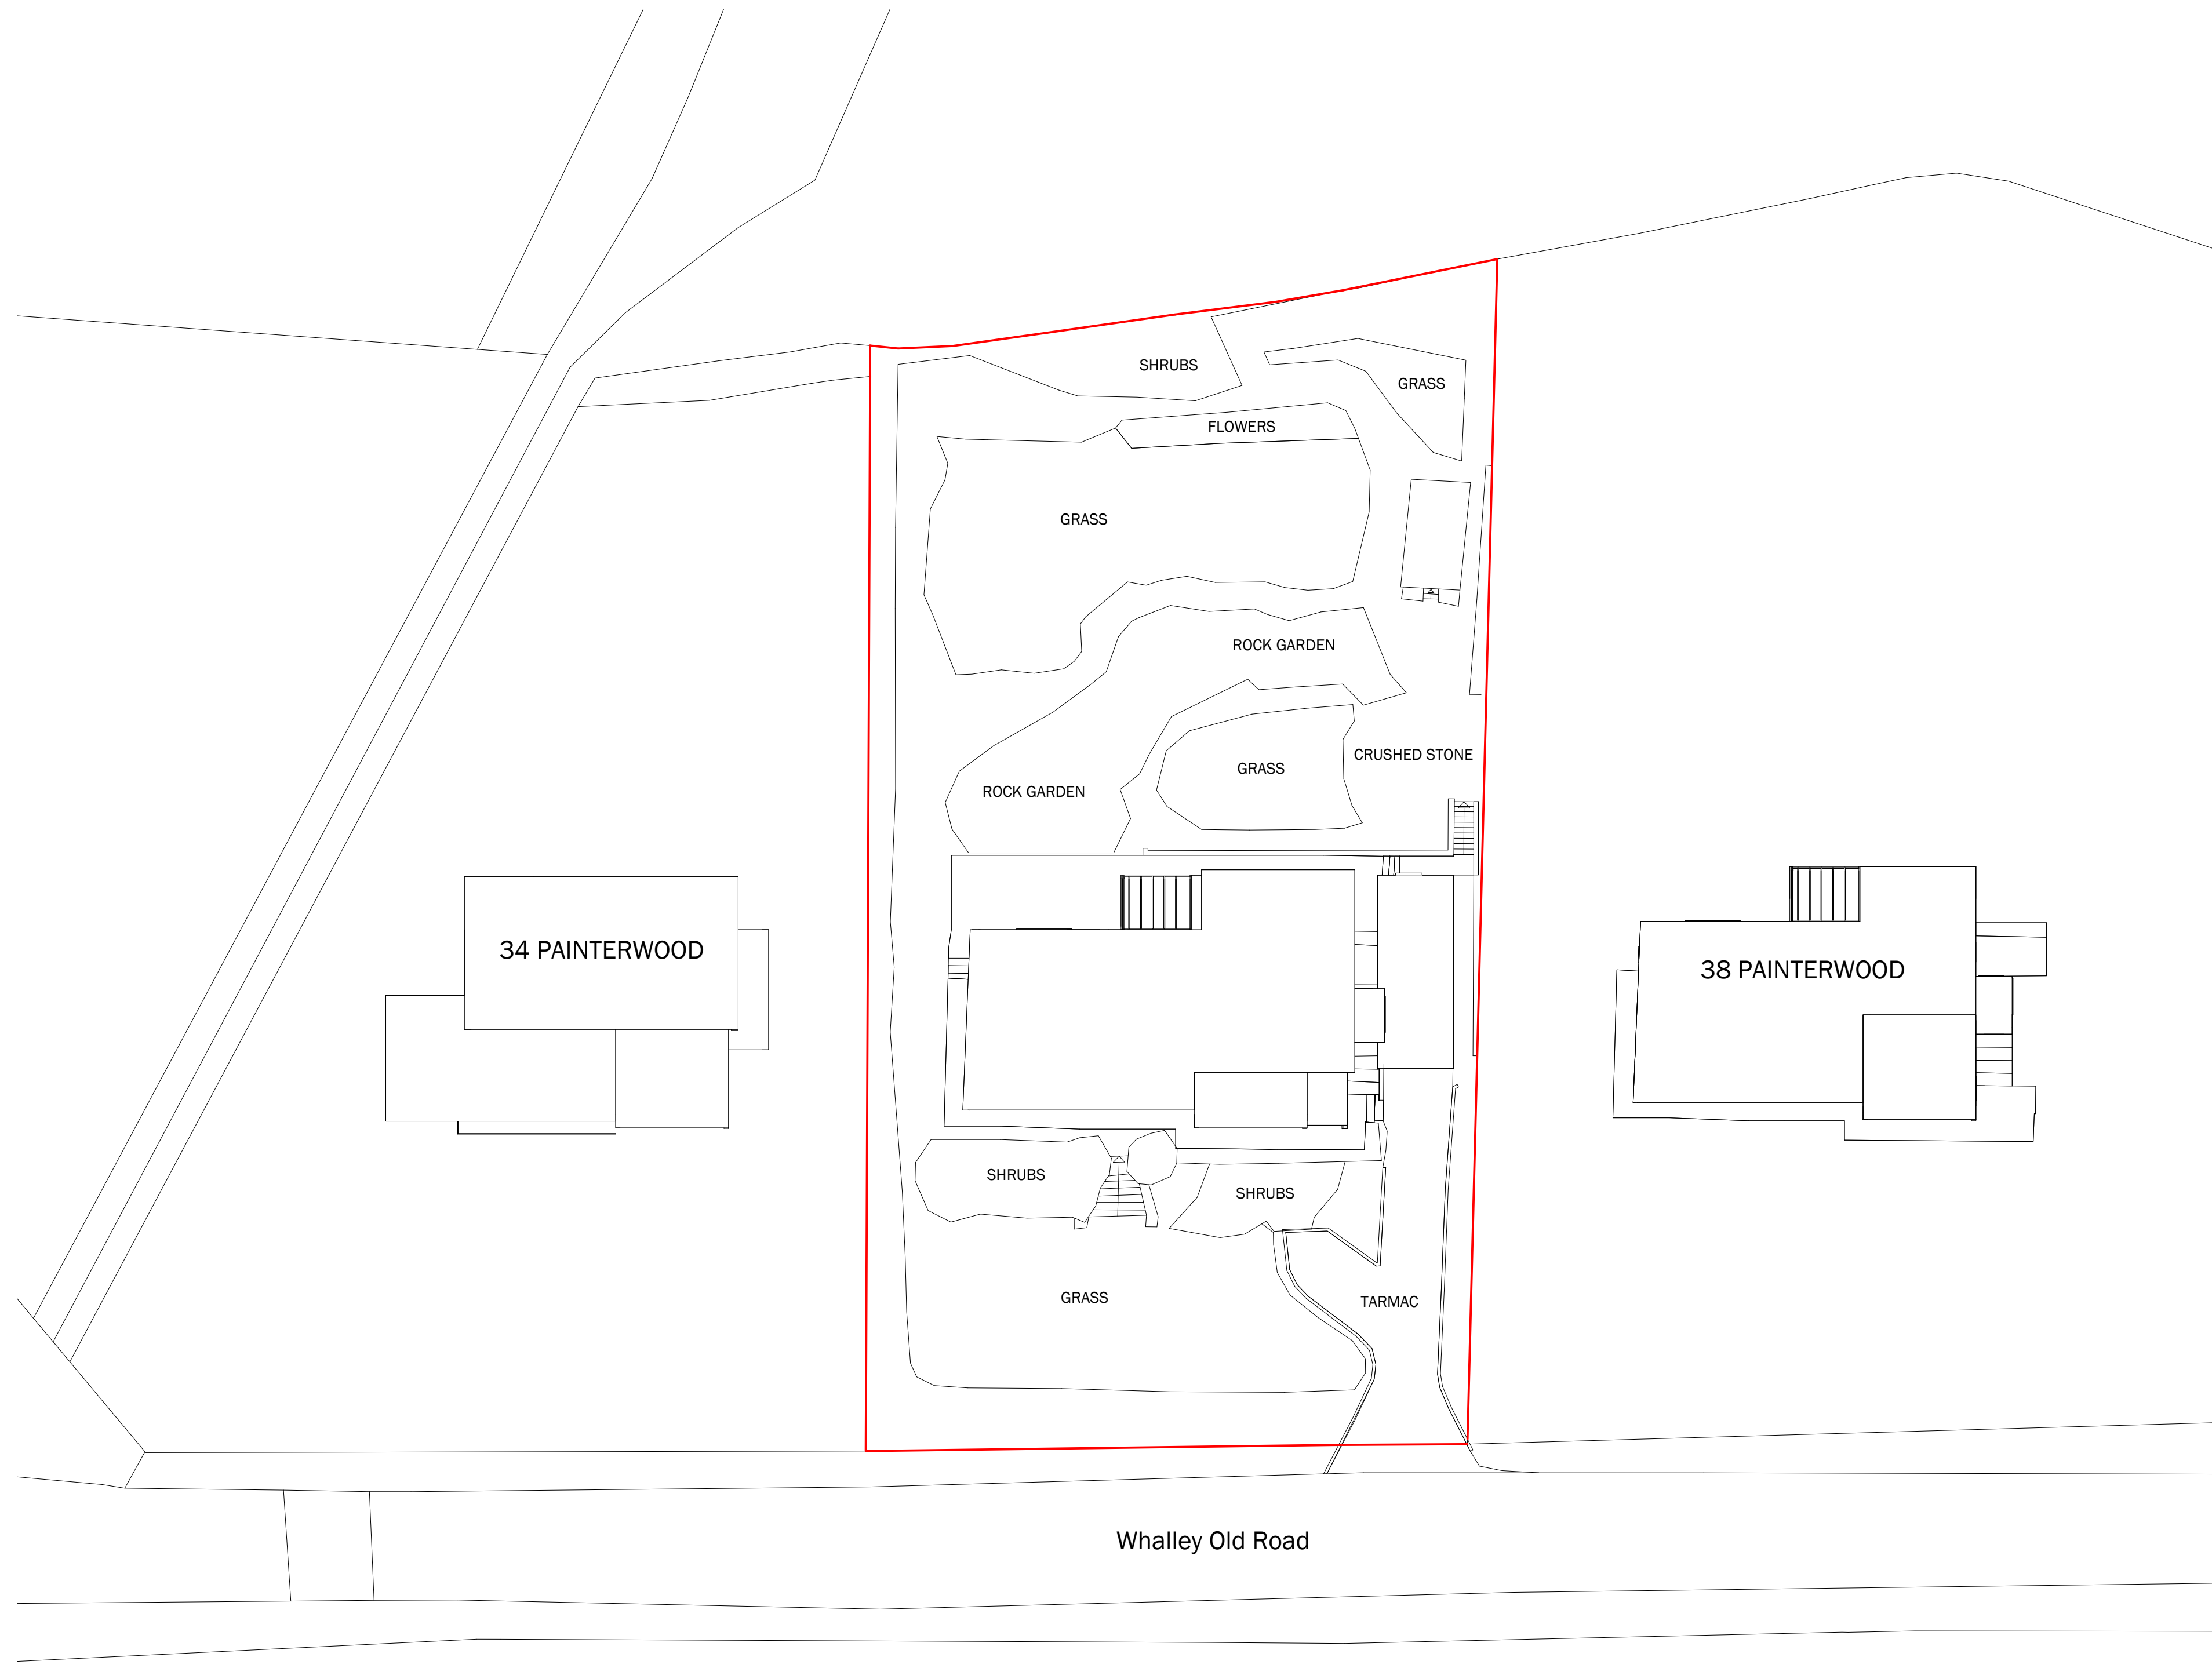 SHRUBS
GRASS
FLOWERS
GRASS
ROCK GARDEN
CRUSHED STONE
GRASS
ROCK GARDEN
34 PAINTERWOOD
38 PAINTERWOOD
SHRUBS
SHRUBS
GRASS
TARMAC
Whalley Old Road